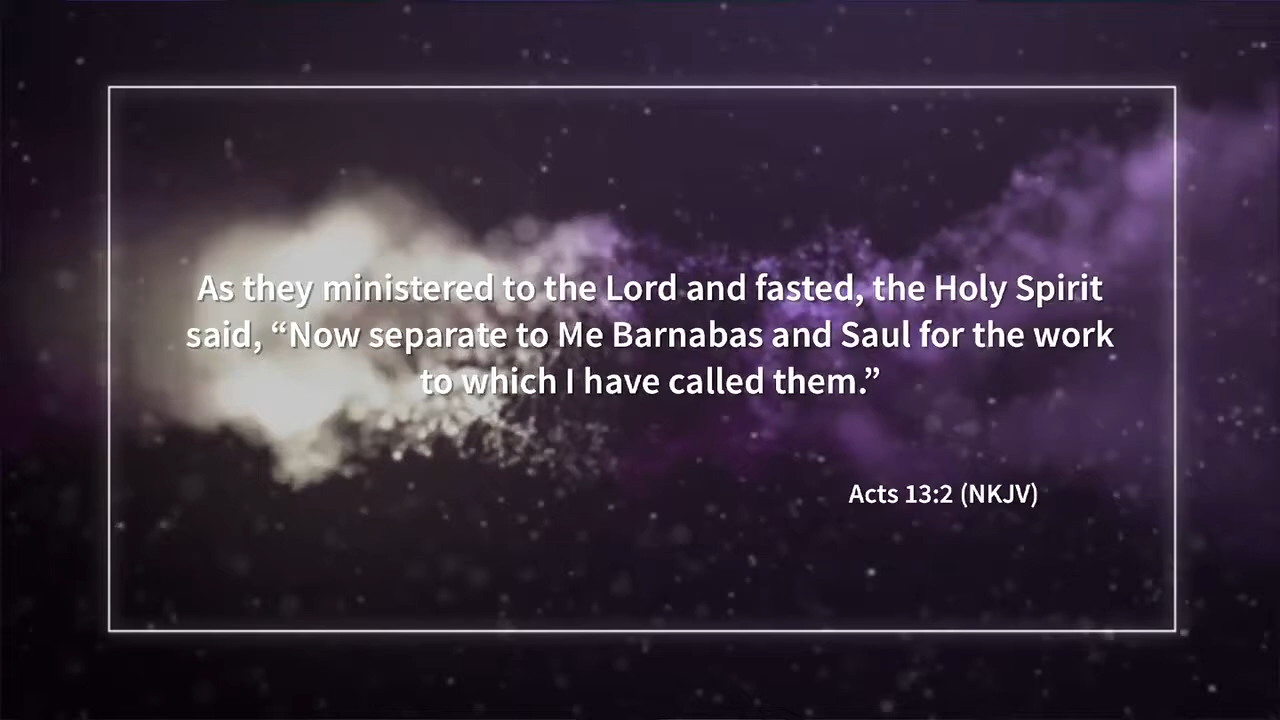 As they ministered to the Lord and fasted, the Holy Spirit
said, “Now separate to Me Barnabas and Saul for the work
to which I have called them.”
Acts 13:2 (NKJV)